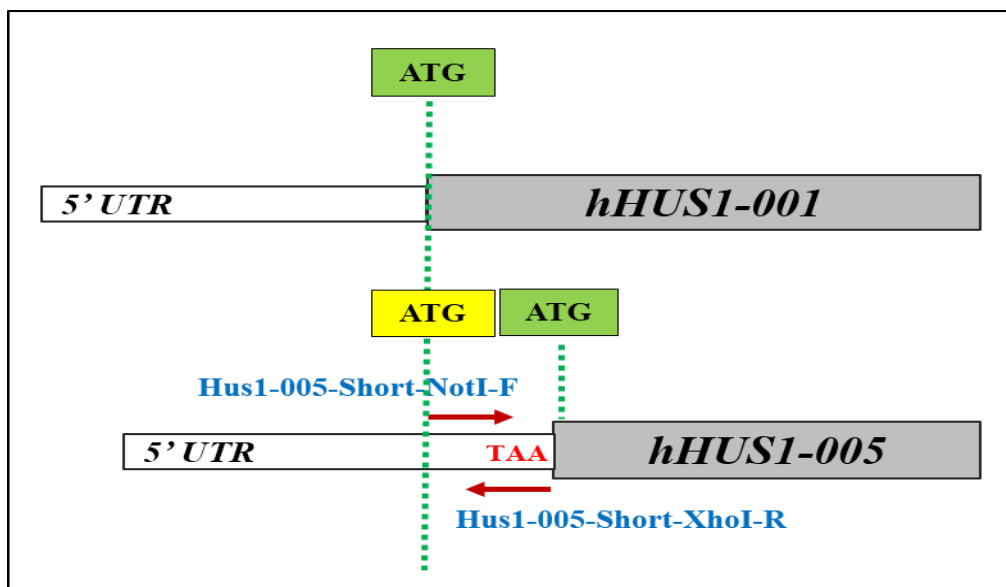 ATG
5’ UTR hHUS1-001
ATG ATG
Hus1-005-Short-NotI-F
5’ UTR TAA hHUS1-005
Hus1-005-Short-XhoI-R